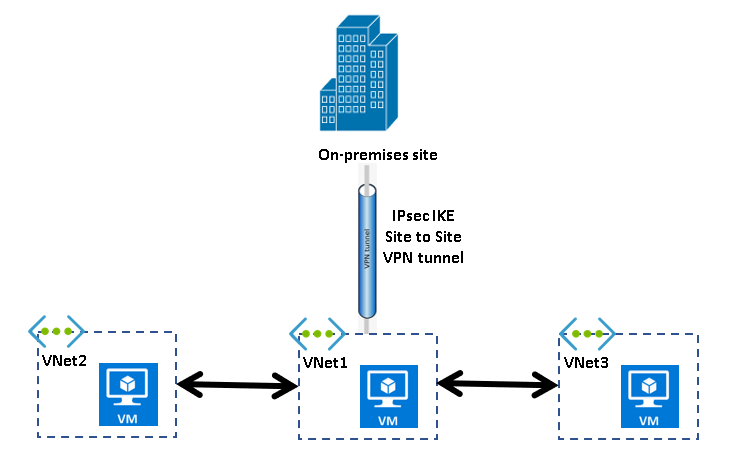 On-premises site
IPsec IKE
Site to Site
VPN tunnel
VPN tunnel
VNet2
VM
VNet1
VM
VNet3
VM